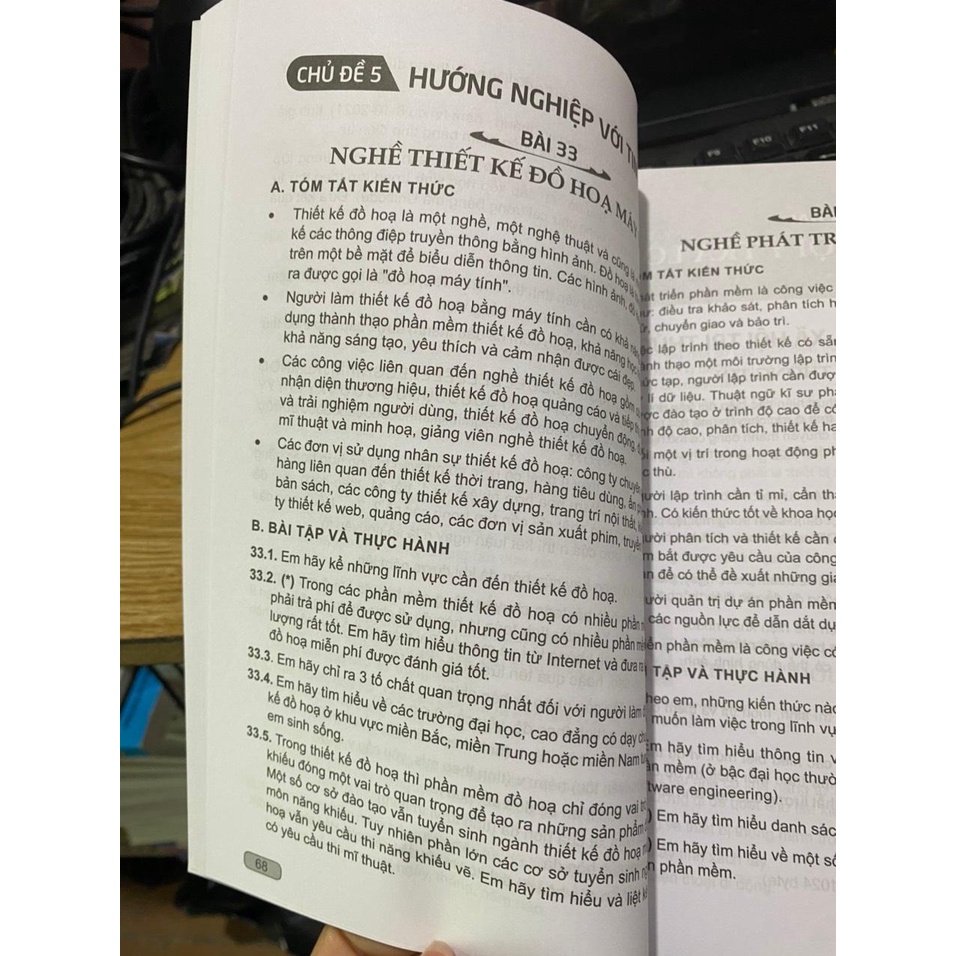 CHỦ ĐỀ 5
HƯỚNG NGHIỆP VỚI
BÀI 33
NGHỀ THIẾT KẾ ĐỒ HOẠ MÁY
A. TÓM TẮT KIẾN THỨC
• Thiết kế đồ hoạ là một nghề, một nghệ thuật và cũng là
kế các thông điệp truyền thông bằng hình ảnh. Đồ hoạ là
trên một bề mặt để biểu diễn thông tin. Các hình ảnh,
ra được gọi là "đồ hoạ máy tính".
• Người làm thiết kế đồ hoạ bằng máy tính cần có khả
dụng thành thạo phần mềm thiết kế đồ hoạ, khả năng học
khả năng sáng tạo, yêu thích và cảm nhận được cái đẹp.
• Các công việc liên quan đến nghề thiết kế đồ hoạ gồm
nhận diện thương hiệu, thiết kế đồ hoạ quảng cáo và tiếp
và trải nghiệm người dùng, thiết kế đồ hoạ chuyển động,
mĩ thuật và minh hoạ, giảng viên nghề thiết kế đồ hoạ.
• Các đơn vị sử dụng nhân sự thiết kế đồ hoạ: công ty chuyên
hàng liên quan đến thiết kế thời trang, hàng tiêu dùng, ấn
bản sách, các công ty thiết kế xây dựng, trang trí nội thất,
ty thiết kế web, quảng cáo, các đơn vị sản xuất phim, truyền
B. BÀI TẬP VÀ THỰC HÀNH
33.1. Em hãy kể những lĩnh vực cần đến thiết kế đồ hoạ.
33.2. (*) Trong các phần mềm thiết kế đồ hoạ có nhiều phần
phải trả phí để được sử dụng, nhưng cũng có nhiều phần
lượng rất tốt. Em hãy tìm hiểu thông tin từ Internet và đưa ra
đồ hoạ miễn phí được đánh giá tốt.
33.3. Em hãy chỉ ra 3 tố chất quan trọng nhất đối với người làm
33.4. Em hãy tìm hiểu về các trường đại học, cao đẳng có dạy
kế đồ hoạ ở khu vực miền Bắc, miền Trung hoặc miền Nam
em sinh sống.
33.5. Trong thiết kế đồ hoạ thì phần mềm đồ hoạ chỉ đóng vai
khiếu đóng một vai trò quan trọng để tạo ra những sản phẩm
Một số cơ sở đào tạo vẫn tuyển sinh ngành thiết kế đồ hoạ
môn năng khiếu. Tuy nhiên phần lớn các cơ sở tuyển sinh
hoạ vẫn yêu cầu thi năng khiếu vẽ. Em hãy tìm hiểu và liệt
có yêu cầu thi mĩ thuật.
68
BÀI
NGHỀ PHÁT
TẮT KIẾN THỨC
triển phần mềm là công việc
điều tra khảo sát, phân tích
chuyển giao và bảo trì.
lập trình theo thiết kế có
thạo một môi trường lập
tạp, người lập trình cần
lí dữ liệu. Thuật ngữ kĩ sư
đào tạo ở trình độ cao để
độ cao, phân tích, thiết kế
một vị trí trong hoạt động
thù.
lập trình cần tỉ mỉ, cẩn
Có kiến thức tốt về khoa học
phân tích và thiết kế cần
bắt được yêu cầu của công
để có thể đề xuất những
quản trị dự án phần mềm
các nguồn lực để dẫn dắt
phần mềm là công việc
TẬP VÀ THỰC HÀNH
em, những kiến thức
muốn làm việc trong lĩnh
hãy tìm hiểu thông tin
mềm (ở bậc đại học
engineering).
Em hãy tìm hiểu danh
Em hãy tìm hiểu về một số
phần mềm.
F9 F10 F11